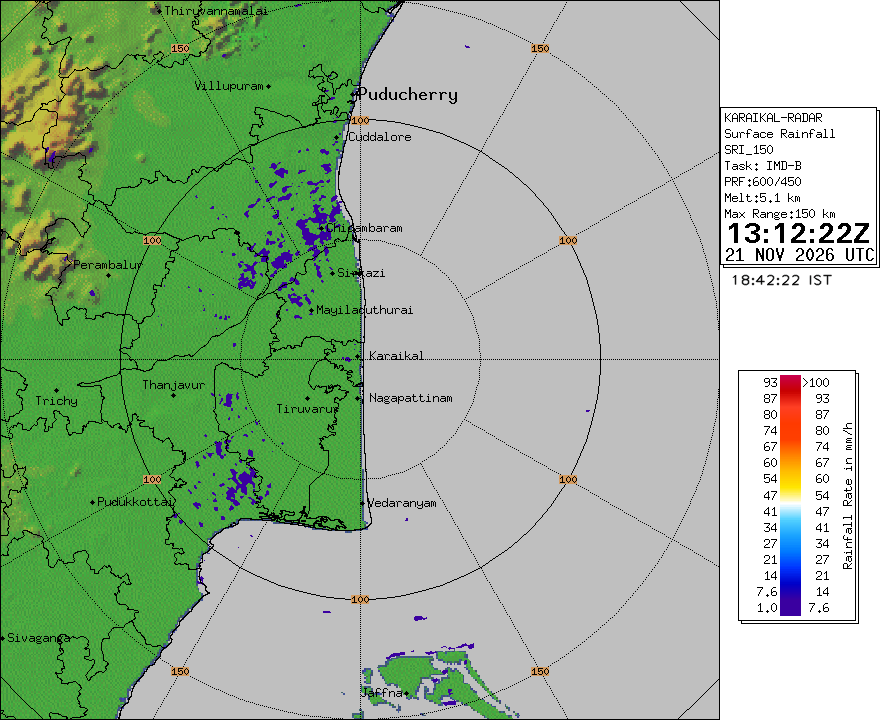 Thiruvannamalai
150
150
Villupuram
Puducherry
100
Cuddalore
KARAIKAL-RADAR
Surface Rainfall
SRI_150
Task: IMD-B
PRF:600/450
Melt:5.1 km
Max Range:150 km
13:12:22Z
21 NOV 2026 UTC
18:42:22 IST
Chidambaram
100
100
Perambalur
Sirkazi
Mayiladuthurai
Karaikal
Thanjavur
Trichy
Tiruvarur
Nagapattinam
100
100
Pudukkottai
Vedaranyam
100
Sivaganga
150
150
Jaffna
93 >100
87 93
80 87
74 80
67 74
60 67
54 60
47 54
41 47
34 41
27 34
21 27
14 21
7.6 14
1.0 7.6
Rainfall Rate in mm/h